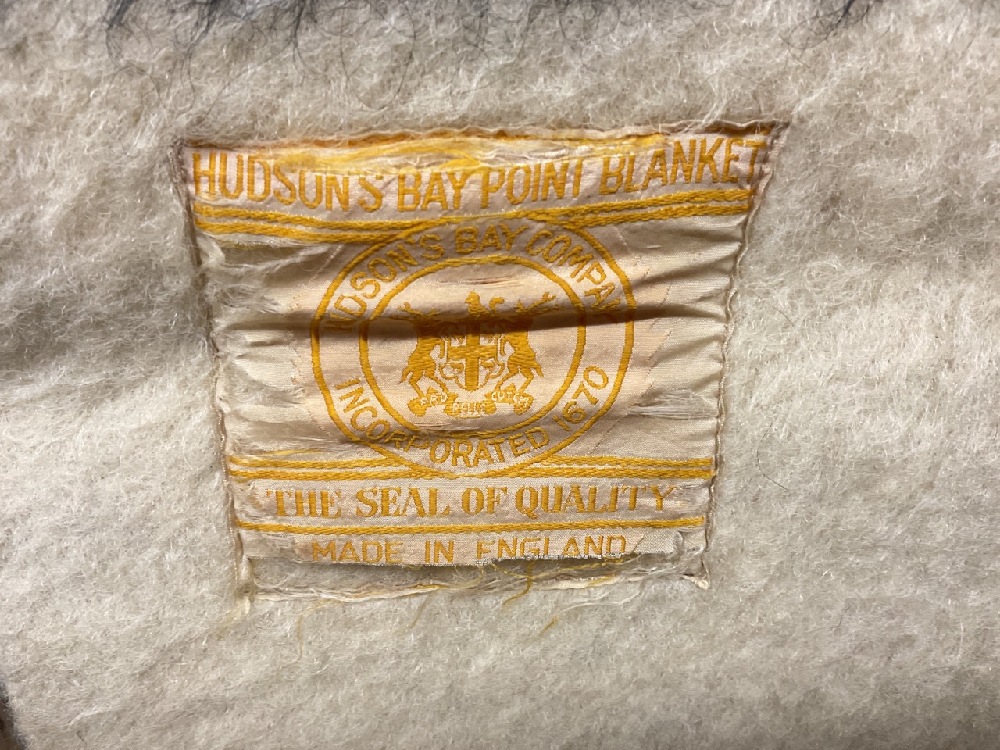 HUDSON'S BAY POINT BLANKET
HUDSON'S BAY COMPANY
INCORPORATED 1670
THE SEAL OF QUALITY
MADE IN ENGLAND